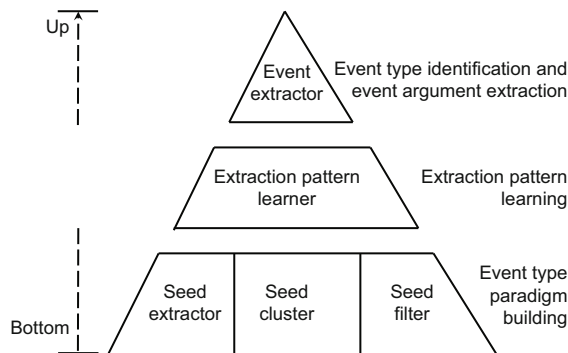 Up
Event
extractor
Event type identification and
event argument extraction
Extraction pattern
learner
Extraction pattern
learning
Seed
extractor
Seed
cluster
Seed
filter
Event type
paradigm
building
Bottom